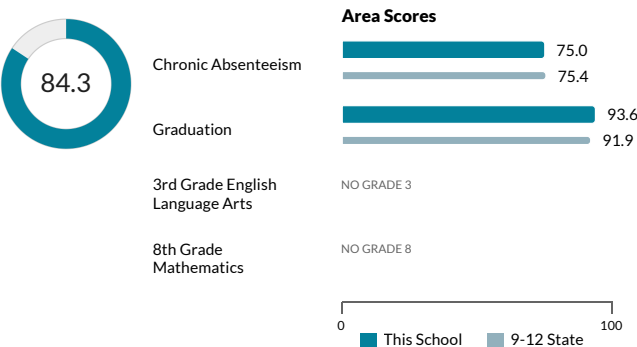 Area Scores
84.3
Chronic Absenteeism
75.0
75.4
Graduation
93.6
91.9
3rd Grade English
Language Arts
NO GRADE 3
8th Grade
Mathematics
NO GRADE 8
0
100
This School
9-12 State